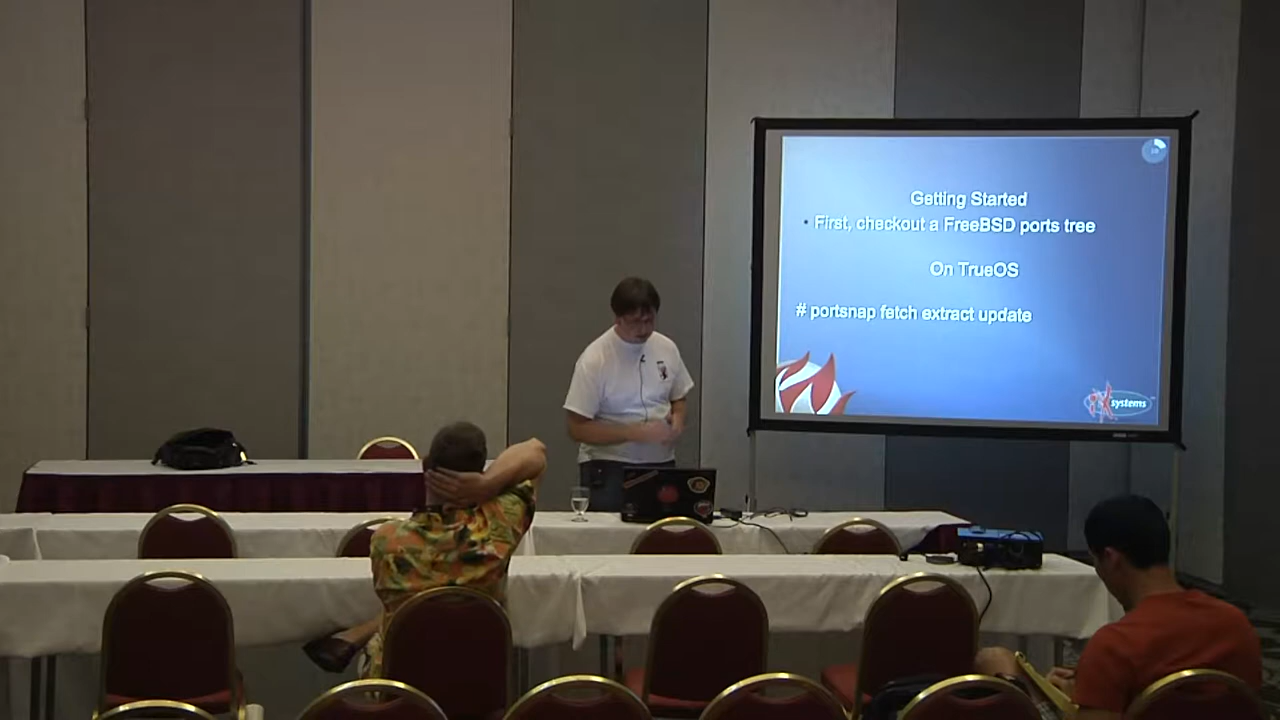 Getting Started
• First, checkout a FreeBSD ports tree
On TrueOS
# portsnap fetch extract update
systems